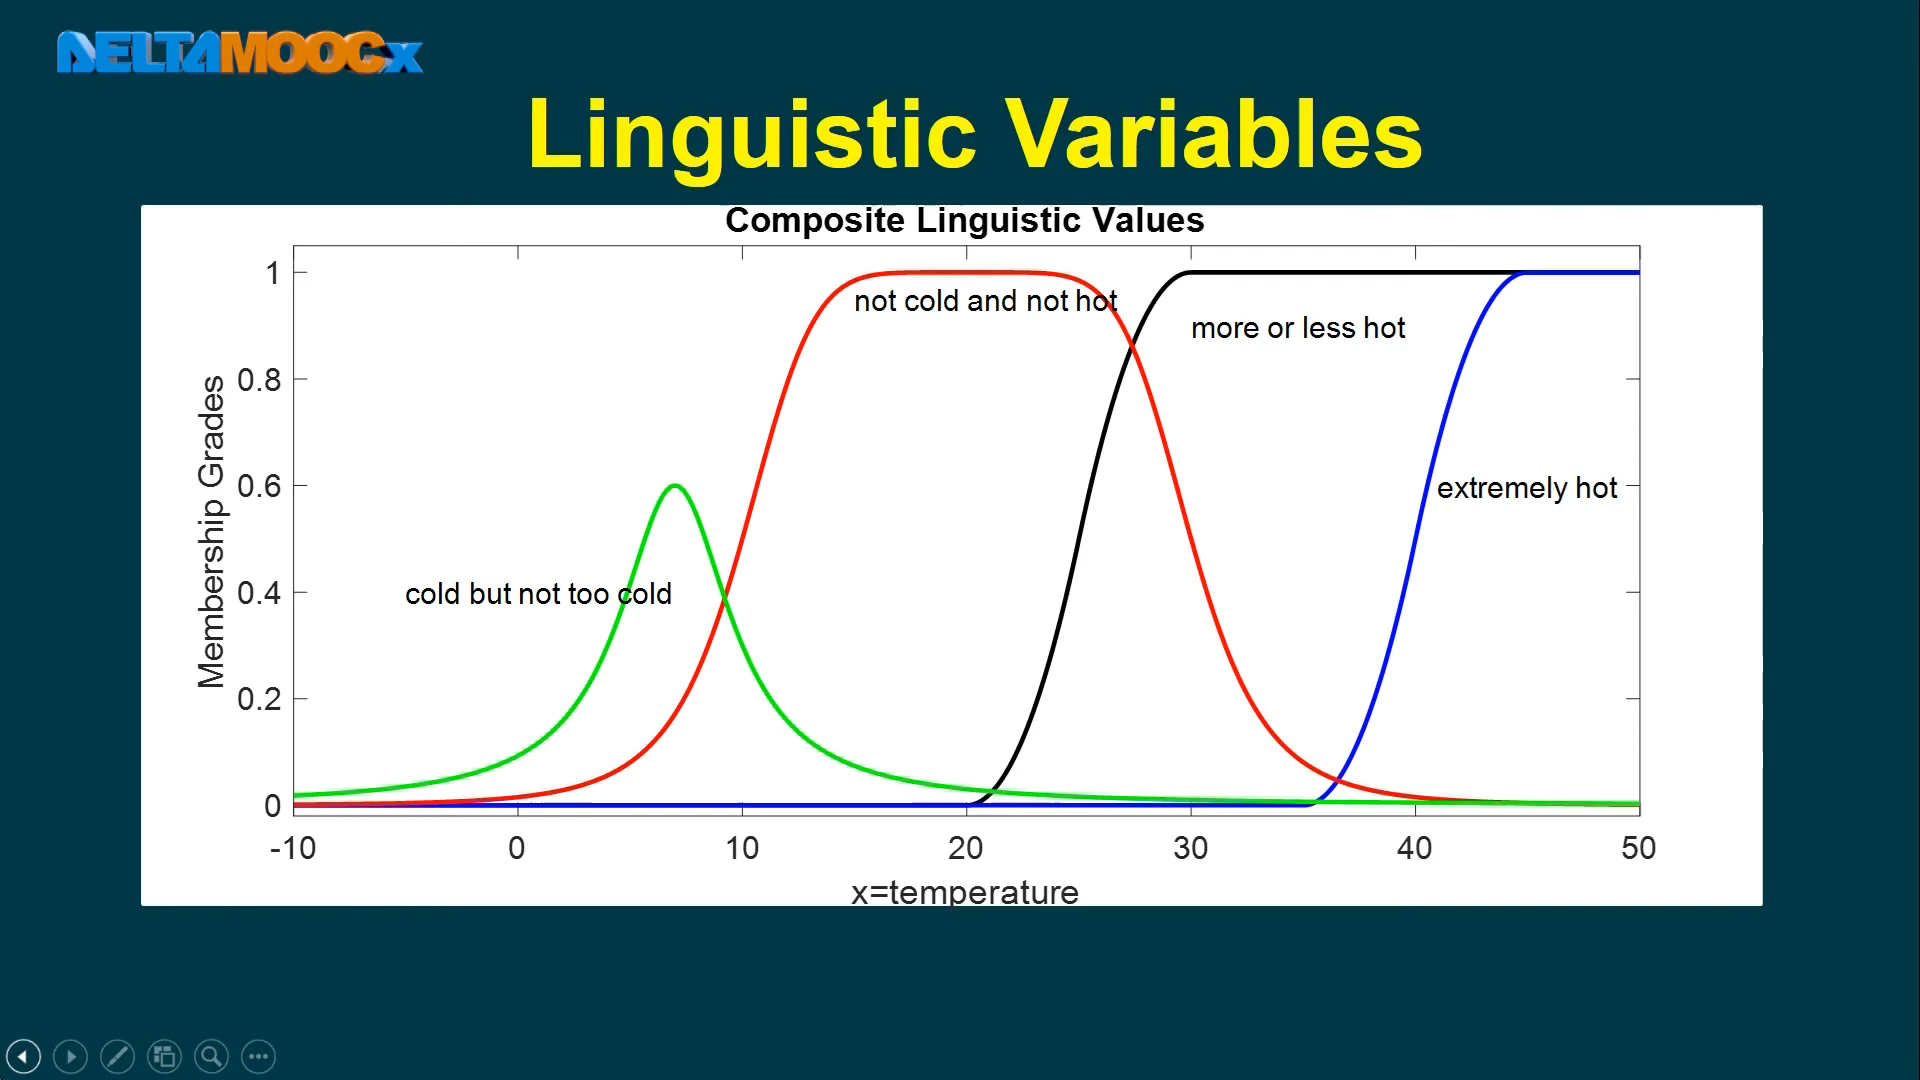 DELTAMOOCx
Linguistic Variables
Composite Linguistic Values
1
0.8
0.6
0.4
0.2
0
Membership Grades
not cold and not hot
more or less hot
extremely hot
cold but not too cold
-10 0 10 20 30 40 50
x=temperature